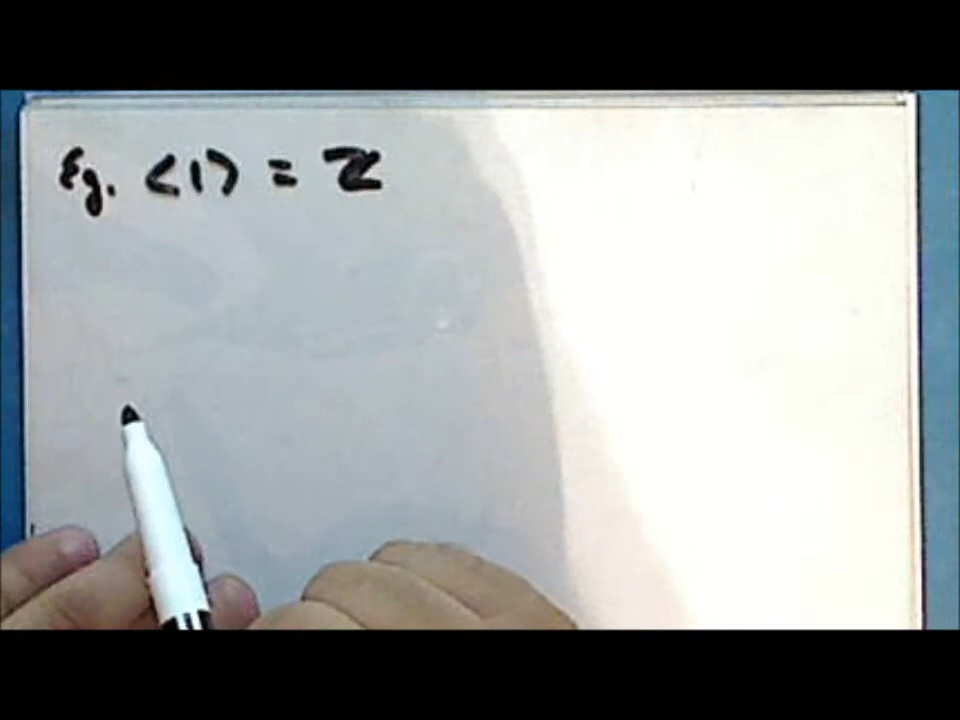 Eg. <1> = ℤ